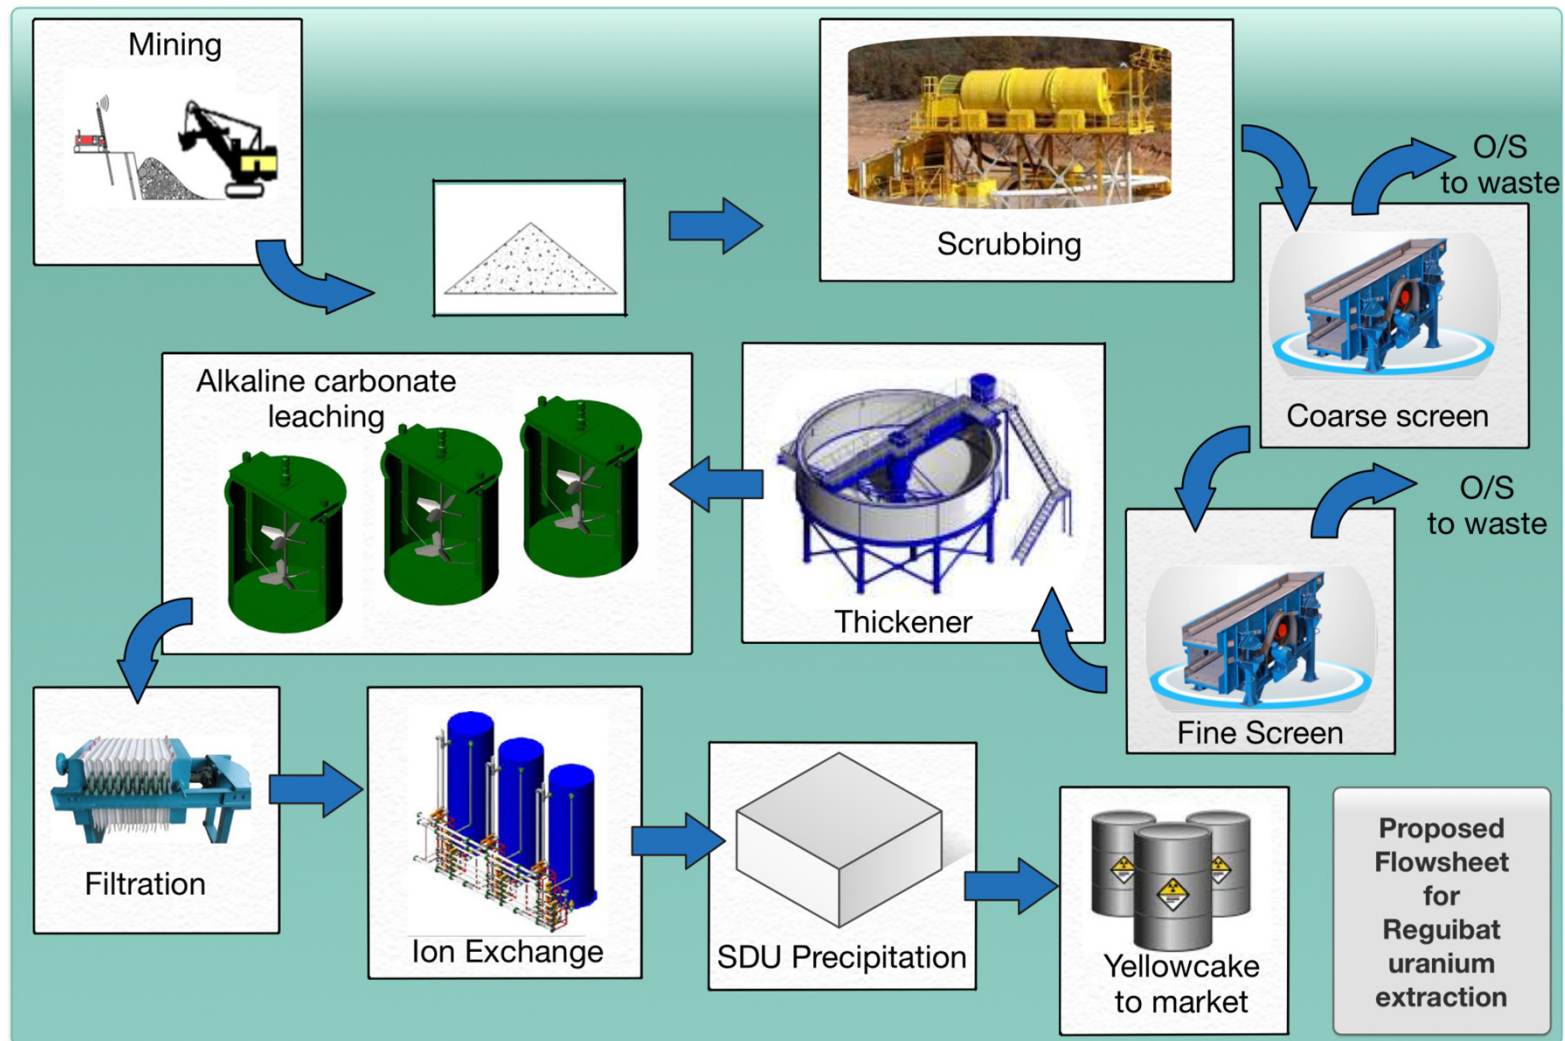 Mining
Scrubbing
O/S
to waste
Coarse screen
O/S
to waste
Fine Screen
Thickener
Alkaline carbonate
leaching
Filtration
Ion Exchange
SDU Precipitation
Yellowcake
to market
Proposed
Flowsheet
for
Reguibat
uranium
extraction